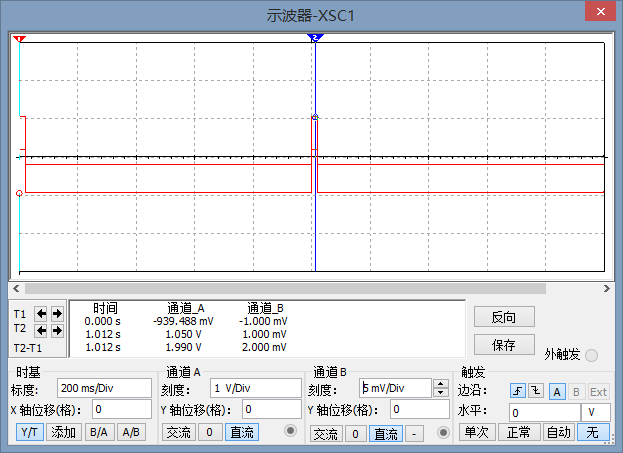 示波器-XSC1
1
2
时间 通道_A 通道_B
T1 0.000 s -939.488 mV -1.000 mV
T2 1.012 s 1.050 V 1.000 mV
T2-T1 1.012 s 1.990 V 2.000 mV
反向
保存
外触发
时基 通道A 通道B 触发
标度: 200 ms/Div 刻度: 1 V/Div 刻度: 5 mV/Div 边沿: A B Ext
X 轴位移(格): 0 Y 轴位移(格): 0 Y 轴位移(格): 0 水平: 0 V
Y/T 添加 B/A A/B 交流 0 直流 交流 0 直流 - 单次 正常 自动 无